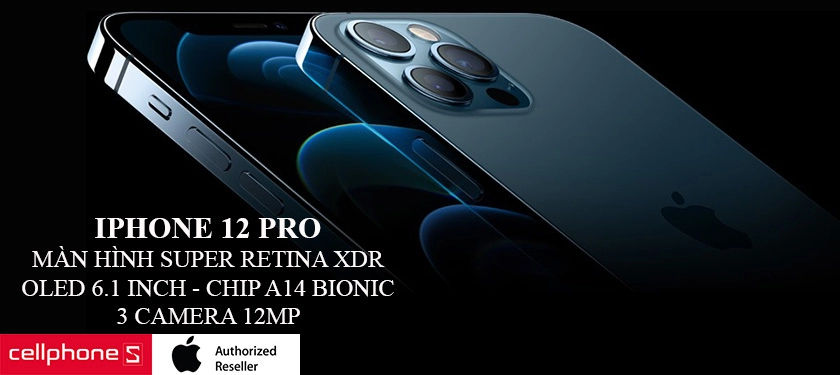 IPHONE 12 PRO
MÀN HÌNH SUPER RETINA XDR
OLED 6.1 INCH - CHIP A14 BIONIC
3 CAMERA 12MP
cellphoneS
Authorized
Reseller